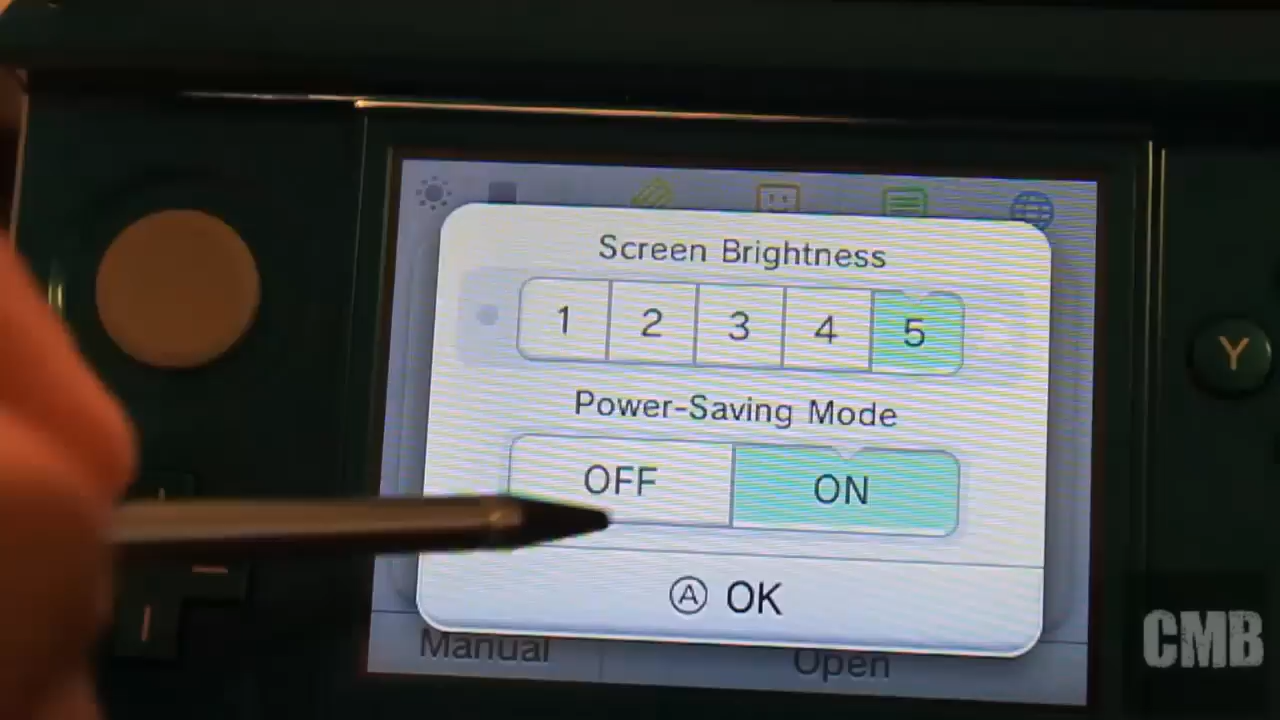 Screen Brightness
1 2 3 4 5
Power-Saving Mode
OFF ON
Ⓐ OK
Manual Open
Y
CMB